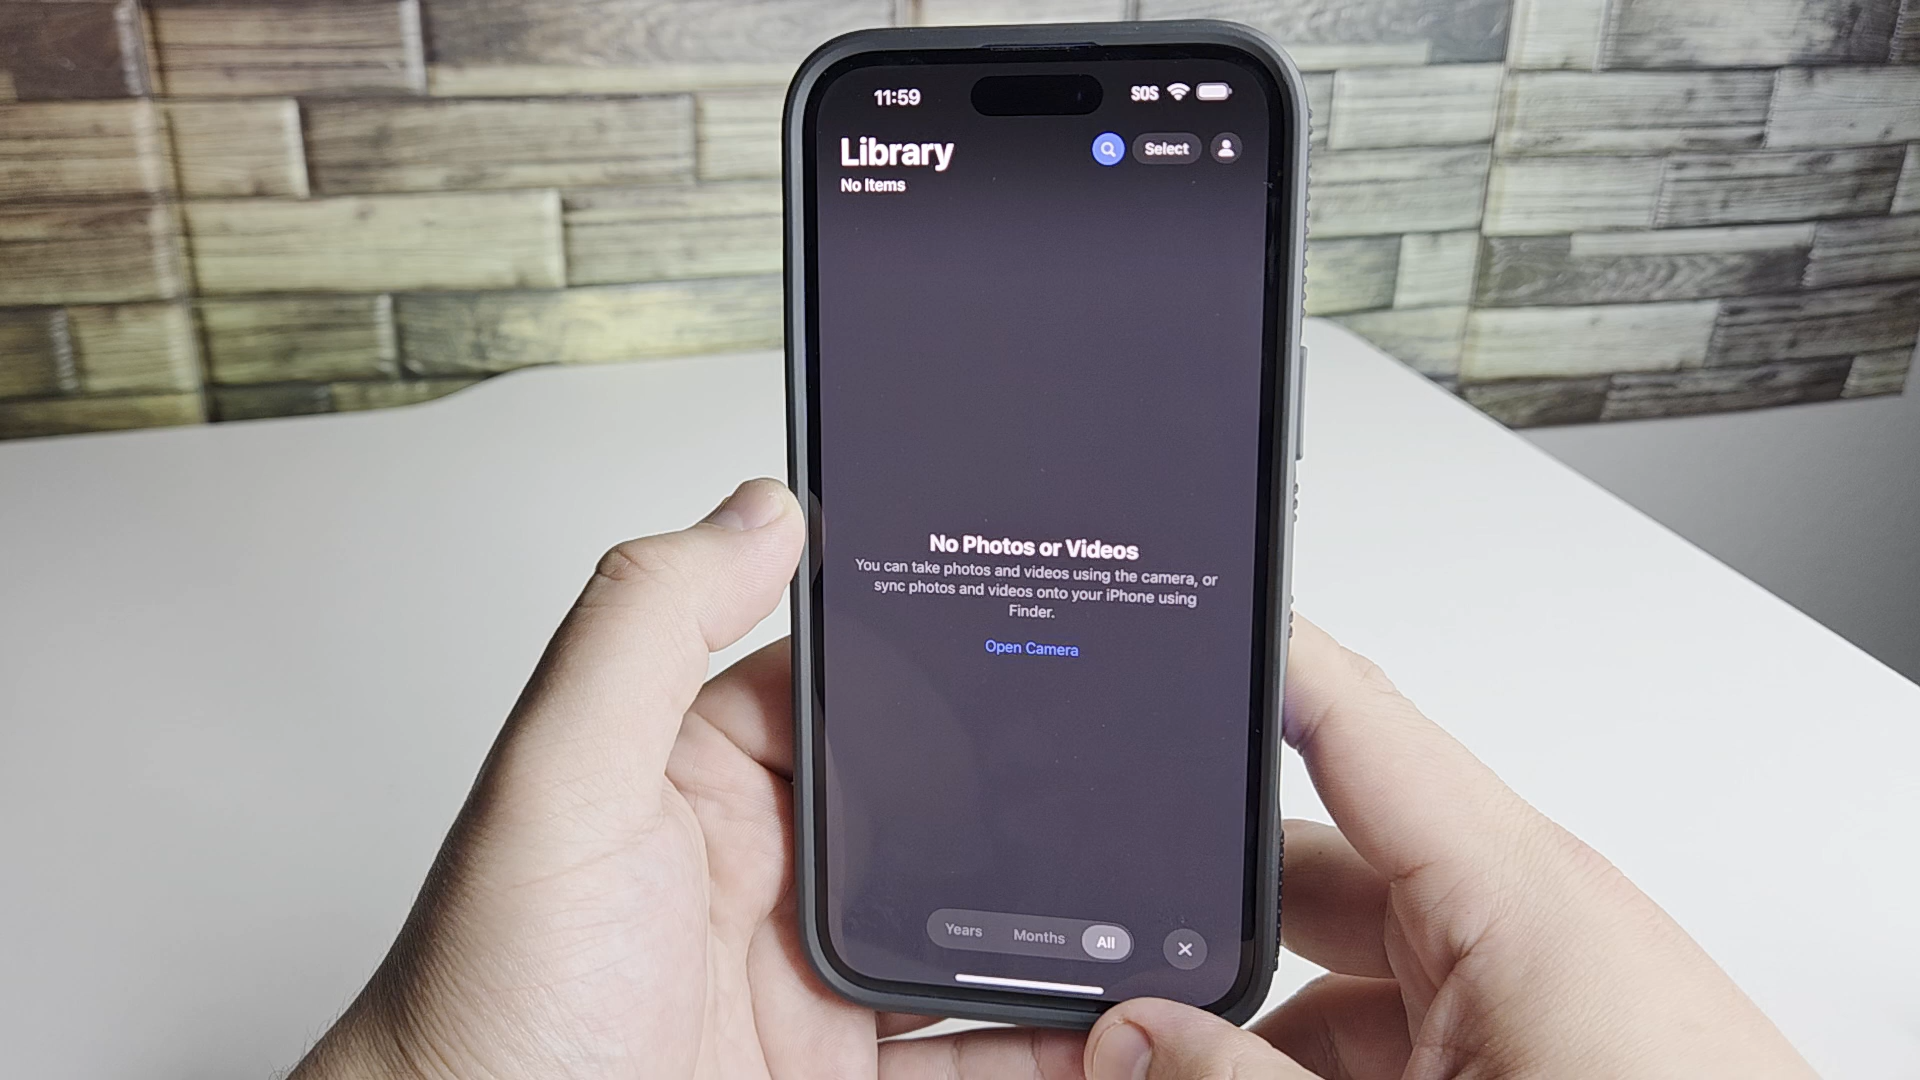 11:59
SOS
Library
Select
No Items
No Photos or Videos
You can take photos and videos using the camera, or
sync photos and videos onto your iPhone using
Finder.
Open Camera
Years
Months
All